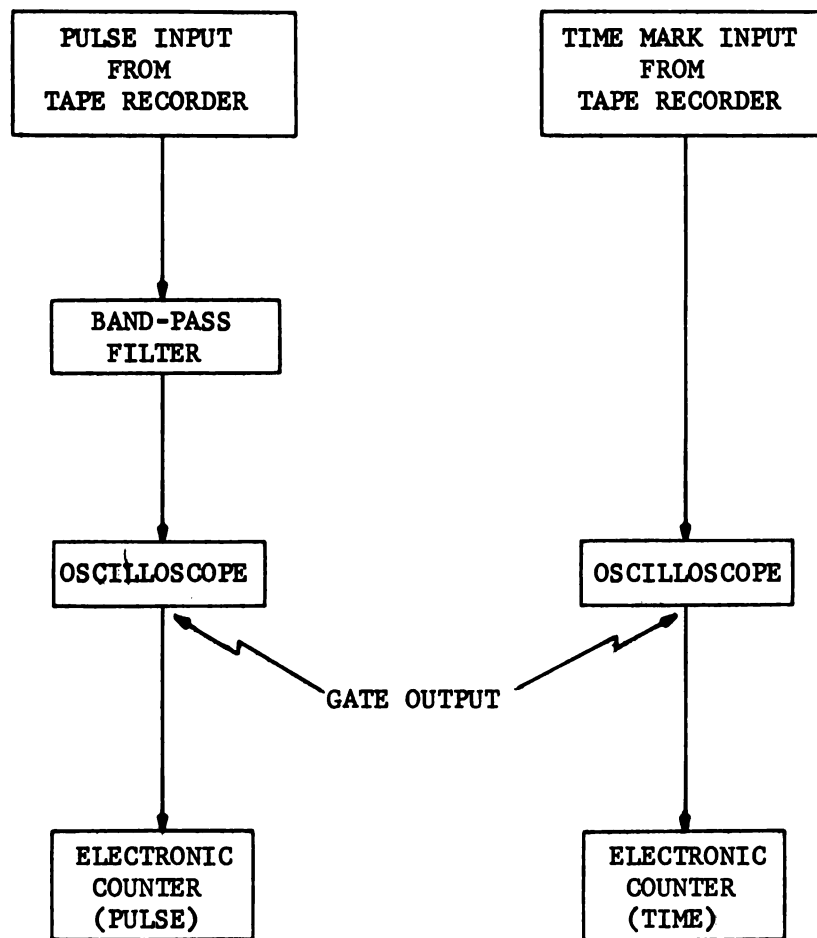 PULSE INPUT
FROM
TAPE RECORDER
TIME MARK INPUT
FROM
TAPE RECORDER
BAND-PASS
FILTER
OSCILLOSCOPE
OSCILLOSCOPE
GATE OUTPUT
ELECTRONIC
COUNTER
(PULSE)
ELECTRONIC
COUNTER
(TIME)